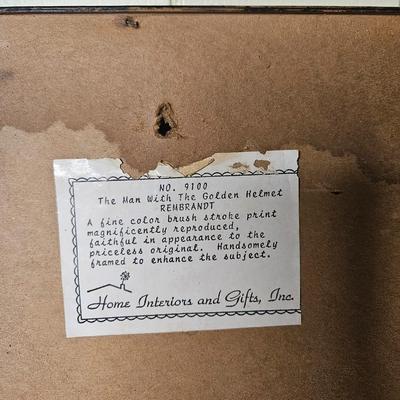 NO. 9100
The Man With The Golden Helmet
REMBRANDT
A fine color brush stroke print
magnificently reproduced,
faithful in appearance to the
priceless original. Handsomely
framed to enhance the subject.
Home Interiors and Gifts, Inc.